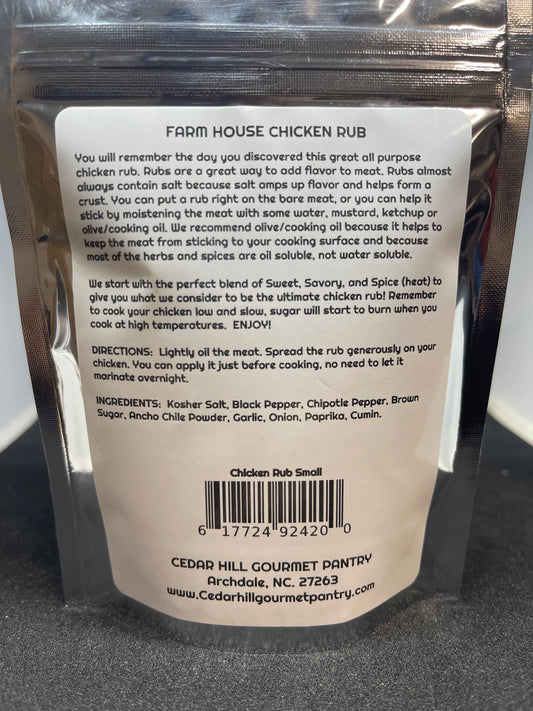 FARM HOUSE CHICKEN RUB
You will remember the day you discovered this great all purpose
chicken rub. Rubs are a great way to add flavor to meat. Rubs almost
always contain salt because salt amps up flavor and helps form a
crust. You can put a rub right on the bare meat, or you can help it
stick by moistening the meat with some water, mustard, ketchup or
olive/cooking oil. We recommend olive/cooking oil because it helps to
keep the meat from sticking to your cooking surface and because
most of the herbs and spices are oil soluble, not water soluble.
We start with the perfect blend of Sweet, Savory, and Spice (heat) to
give you what we consider to be the ultimate chicken rub! Remember
to cook your chicken low and slow, sugar will start to burn when you
cook at high temperatures. ENJOY!
DIRECTIONS: Lightly oil the meat. Spread the rub generously on your
chicken. You can apply it just before cooking, no need to let it
marinate overnight.
INGREDIENTS: Kosher Salt, Black Pepper, Chipotle Pepper, Brown
Sugar, Ancho Chile Powder, Garlic, Onion, Paprika, Cumin.
Chicken Rub Small
6 17724 92420 0
CEDAR HILL GOURMET PANTRY
Archdale, NC. 27263
www.Cedarhillgourmetpantry.com